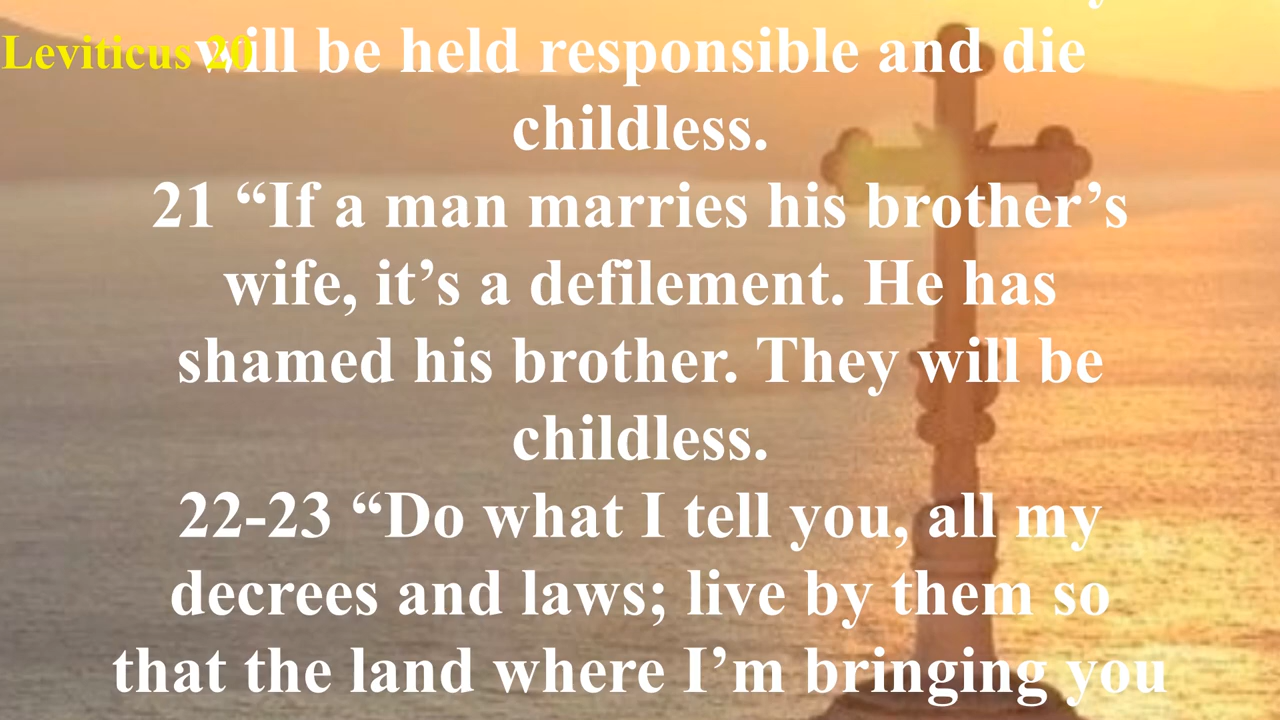 Leviticus 20
will be held responsible and die
childless.
21 “If a man marries his brother’s
wife, it’s a defilement. He has
shamed his brother. They will be
childless.
22-23 “Do what I tell you, all my
decrees and laws; live by them so
that the land where I’m bringing you